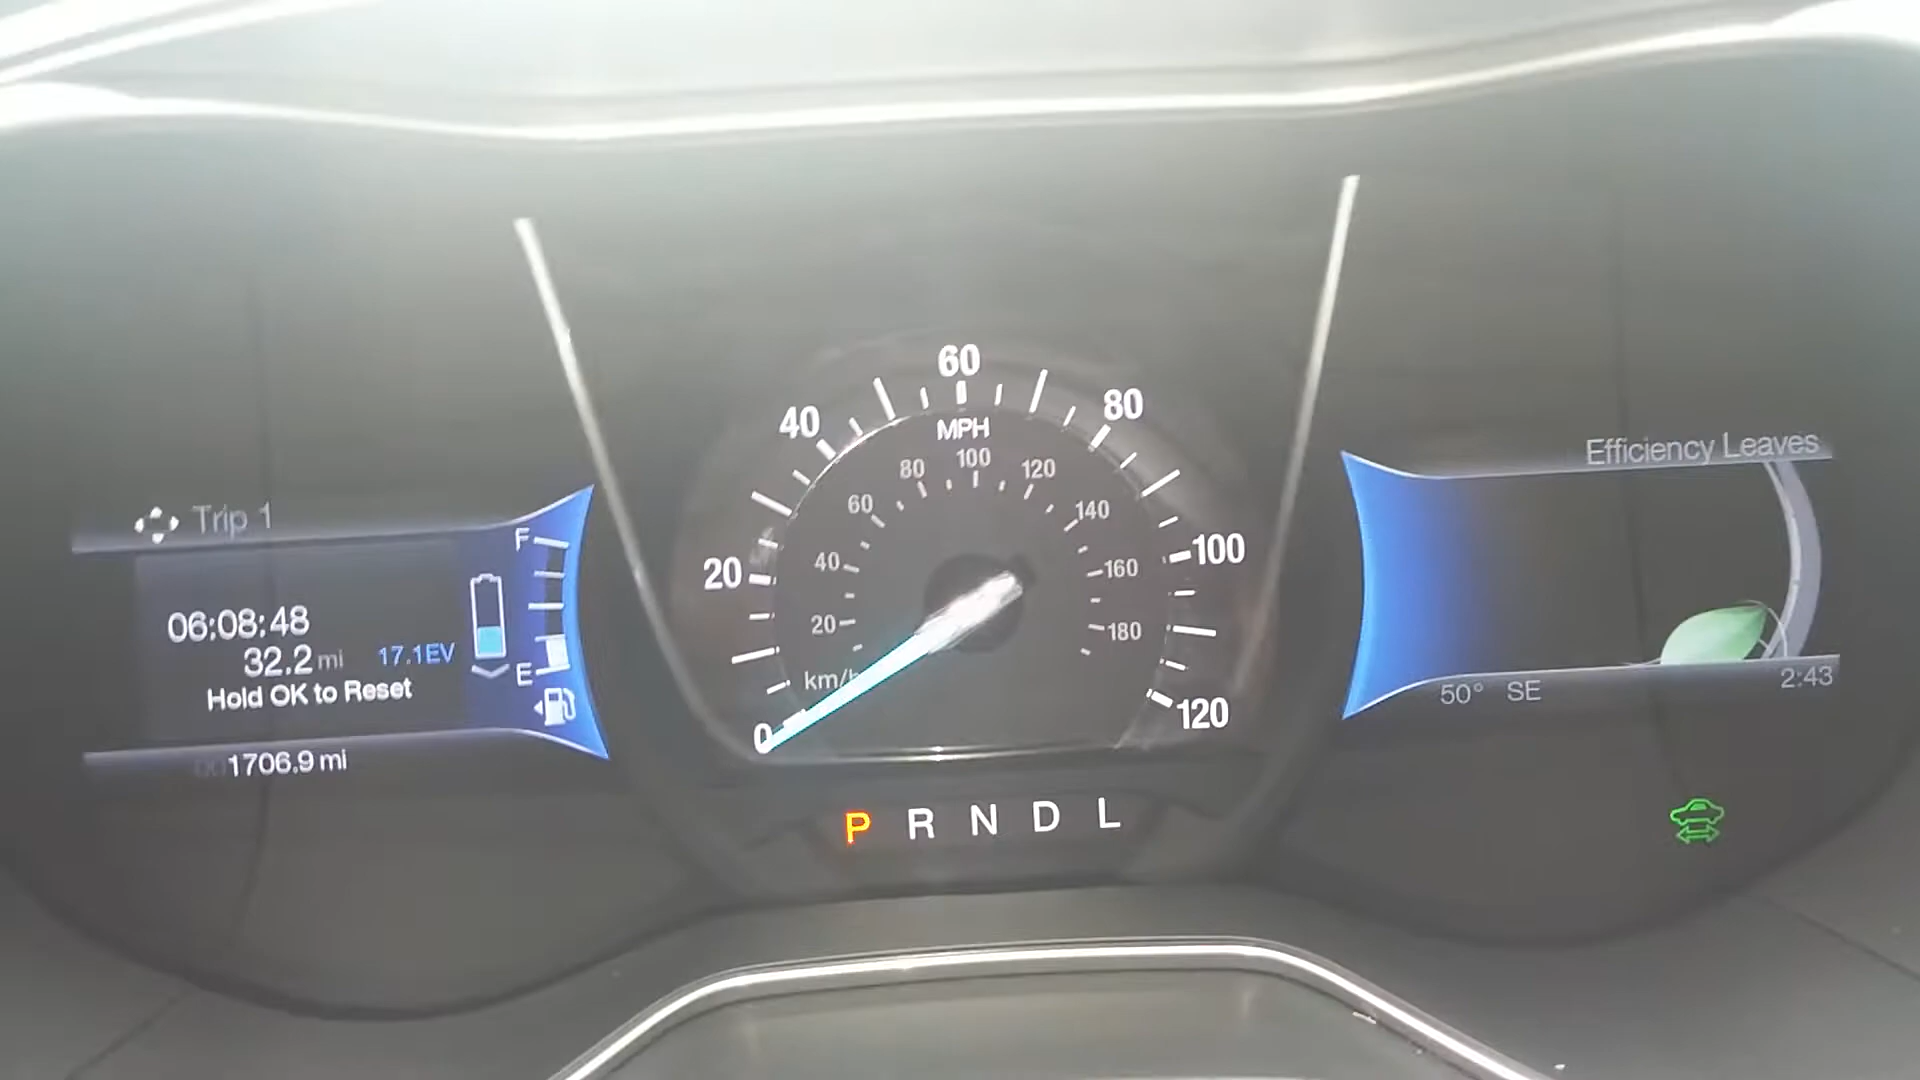 Trip 1
F
06:08:48
32.2 mi 17.1EV
Hold OK to Reset
E
1706.9 mi
0
20
40
60
80
100
120
MPH
20
40
60
80
100
120
140
160
180
km/h
P R N D L
Efficiency Leaves
50° SE
2:43